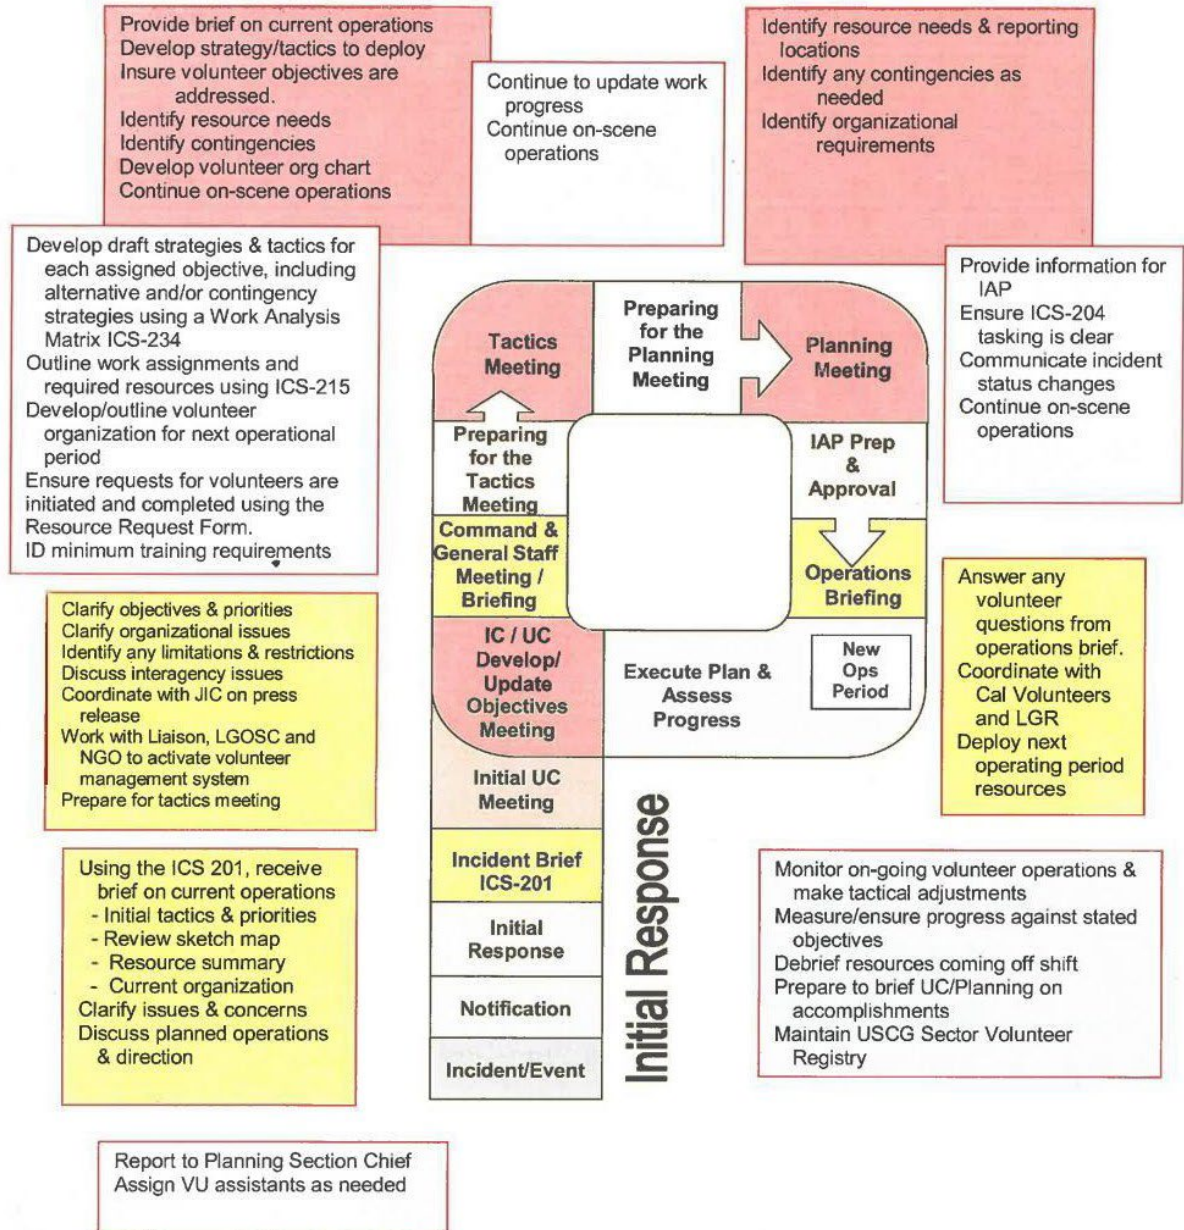 Provide brief on current operations
Develop strategy/tactics to deploy
Insure volunteer objectives are
addressed.
Identify resource needs
Identify contingencies
Develop volunteer org chart
Continue on-scene operations
Continue to update work
progress
Continue on-scene
operations
Identify resource needs & reporting
locations
Identify any contingencies as
needed
Identify organizational
requirements
Develop draft strategies & tactics for
each assigned objective, including
alternative and/or contingency
strategies using a Work Analysis
Matrix ICS-234
Outline work assignments and
required resources using ICS-215
Develop/outline volunteer
organization for next operational
period
Ensure requests for volunteers are
initiated and completed using the
Resource Request Form.
ID minimum training requirements
Tactics
Meeting
Preparing
for the
Planning
Meeting
Planning
Meeting
Provide information for
IAP
Ensure ICS-204
tasking is clear
Communicate incident
status changes
Continue on-scene
operations
Preparing
for the
Tactics
Meeting
IAP Prep
&
Approval
Command &
General Staff
Meeting /
Briefing
Operations
Briefing
Clarify objectives & priorities
Clarify organizational issues
Identify any limitations & restrictions
Discuss interagency issues
Coordinate with JIC on press
release
Work with Liaison, LGOSC and
NGO to activate volunteer
management system
Prepare for tactics meeting
IC / UC
Develop/
Update
Objectives
Meeting
Execute Plan &
Assess
Progress
New
Ops
Period
Answer any
volunteer
questions from
operations brief.
Coordinate with
Cal Volunteers
and LGR
Deploy next
operating period
resources
Initial UC
Meeting
Incident Brief
ICS-201
Initial
Response
Notification
Incident/Event
Initial Response
Using the ICS 201, receive
brief on current operations
- Initial tactics & priorities
- Review sketch map
- Resource summary
- Current organization
Clarify issues & concerns
Discuss planned operations
& direction
Monitor on-going volunteer operations &
make tactical adjustments
Measure/ensure progress against stated
objectives
Debrief resources coming off shift
Prepare to brief UC/Planning on
accomplishments
Maintain USCG Sector Volunteer
Registry
Report to Planning Section Chief
Assign VU assistants as needed